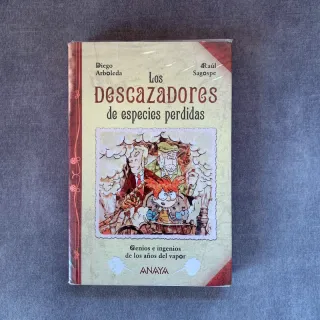 Diego
Arboleda
Raúl
Sagospe
Los
DESCAZADORES
de especies perdidas
Genios e ingenios
de los años del vapor
ANAYA